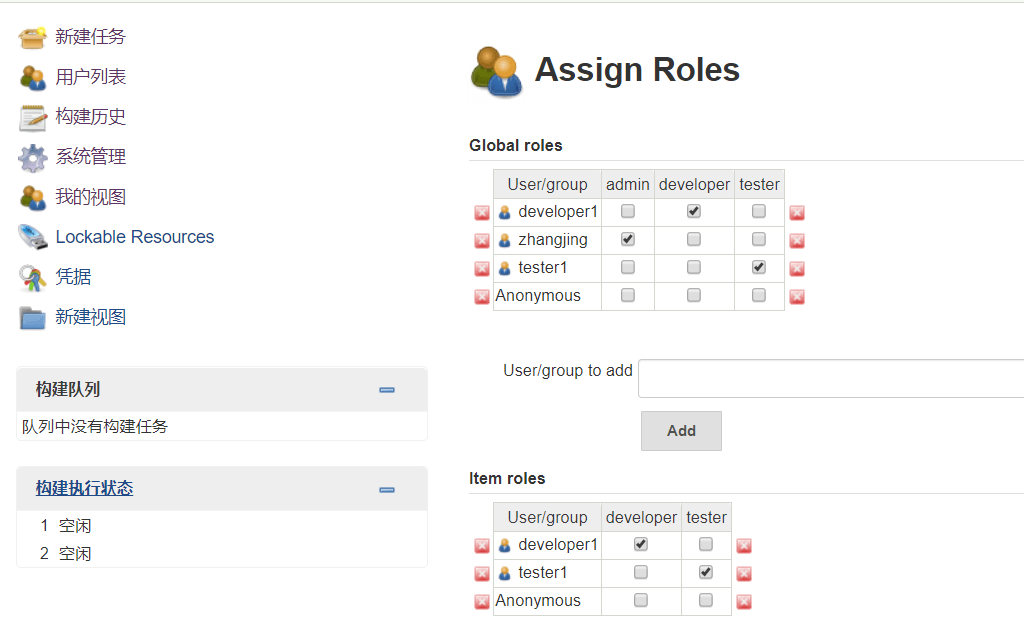 新建任务
用户列表
构建历史
系统管理
我的视图
Lockable Resources
凭据
新建视图
构建队列
队列中没有构建任务
构建执行状态
1 空闲
2 空闲
Assign Roles
Global roles
User/group admin developer tester
developer1
zhangjing
tester1
Anonymous
User/group to add
Add
Item roles
User/group developer tester
developer1
tester1
Anonymous